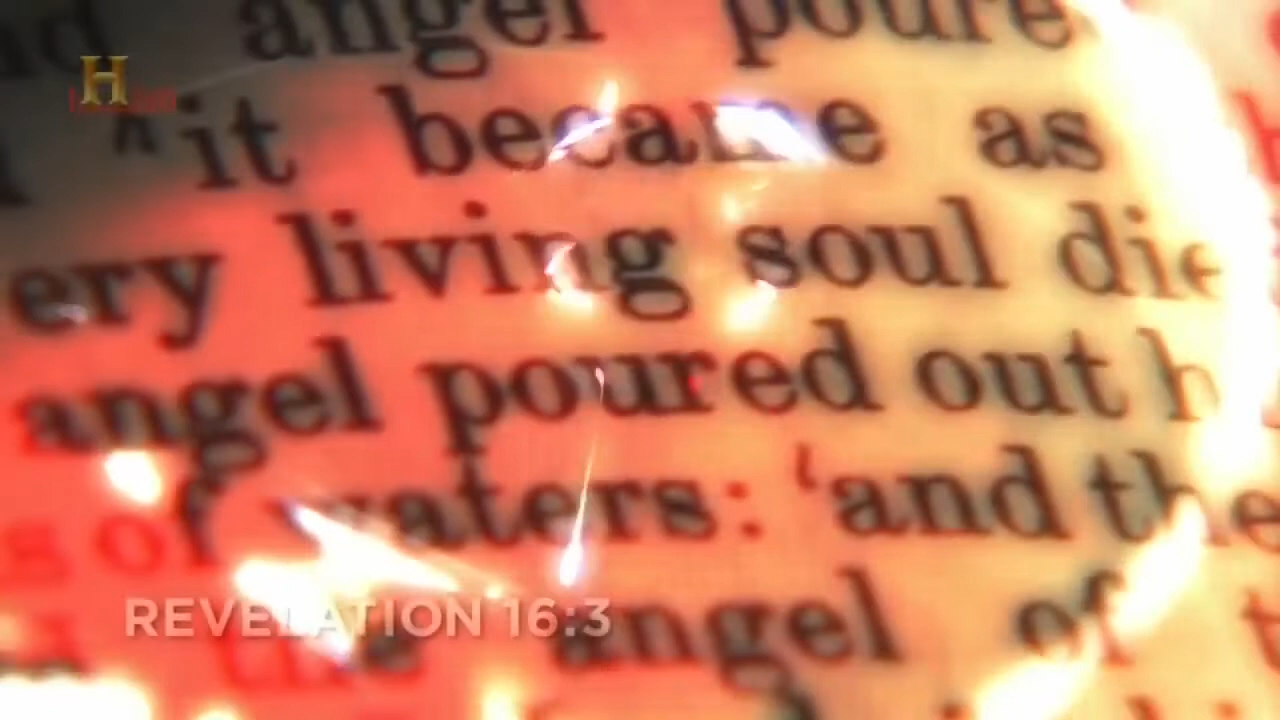 angel poure
H
it became as
ery living soul die
angel poured out h
s of waters: and the
REVELATION 16:3
the angel of t